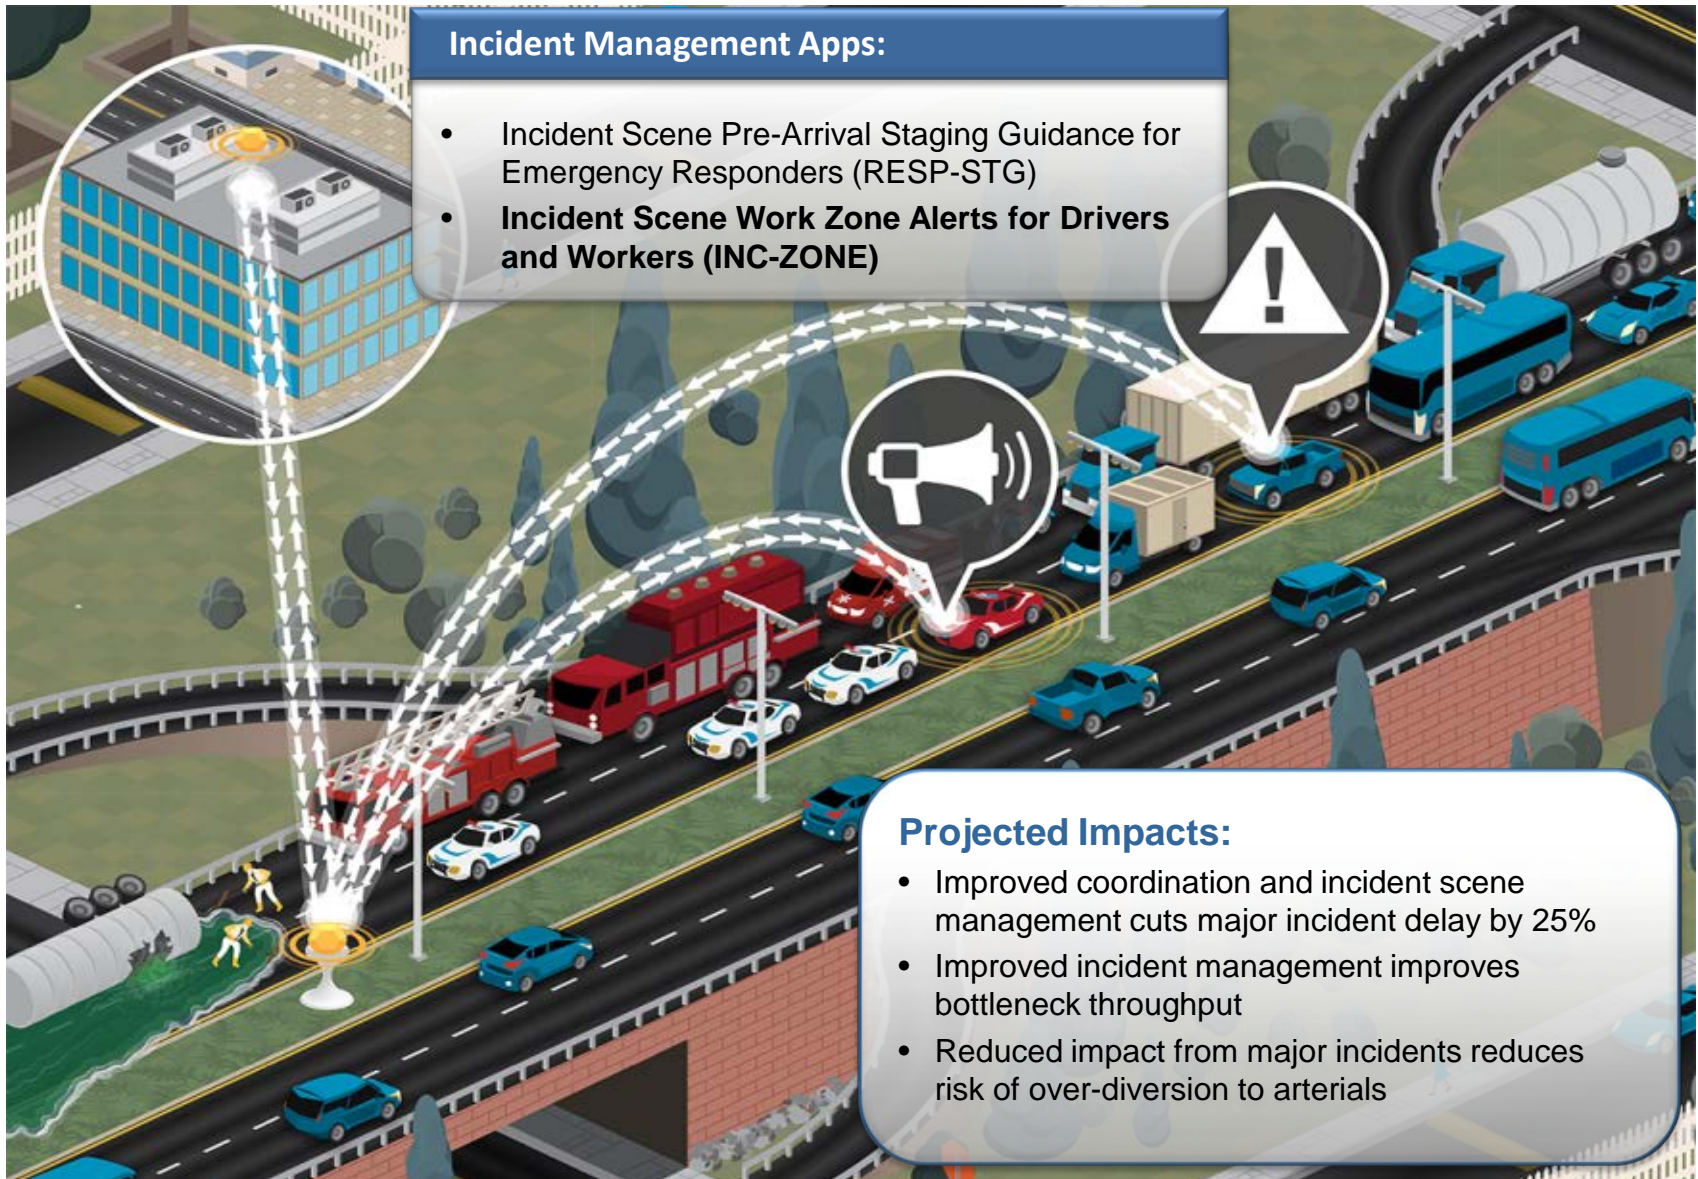 Incident Management Apps:
• Incident Scene Pre-Arrival Staging Guidance for
Emergency Responders (RESP-STG)
• Incident Scene Work Zone Alerts for Drivers
and Workers (INC-ZONE)
!
Projected Impacts:
• Improved coordination and incident scene
management cuts major incident delay by 25%
• Improved incident management improves
bottleneck throughput
• Reduced impact from major incidents reduces
risk of over-diversion to arterials